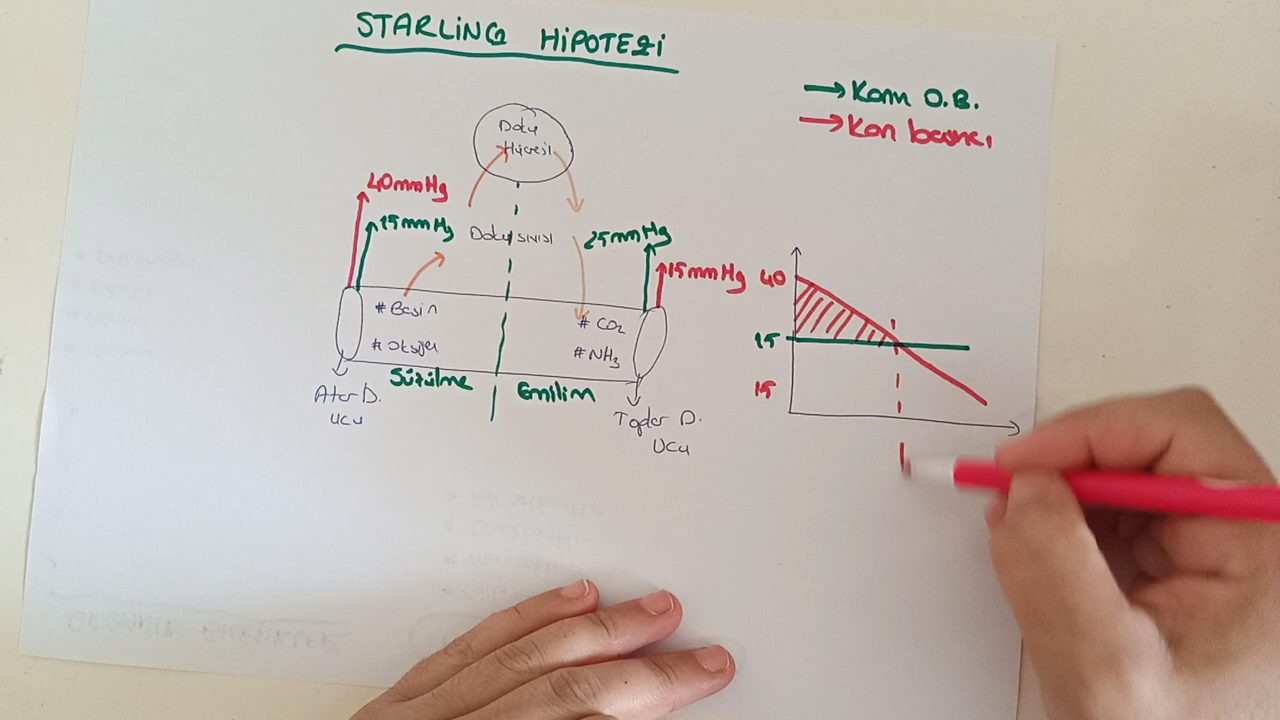 STARLING HİPOTEZİ
→ Kann O.B.
→ Kan basıncı
Doku
Hücresi
40mmHg
15mmHg
Doku sıvısı
25mmHg
15mmHg
# Besin
# Oksijen
# CO₂
# NH₃
Süzülme
Emilim
Atar D.
ucu
Toplar D.
Ucu
40
15
15